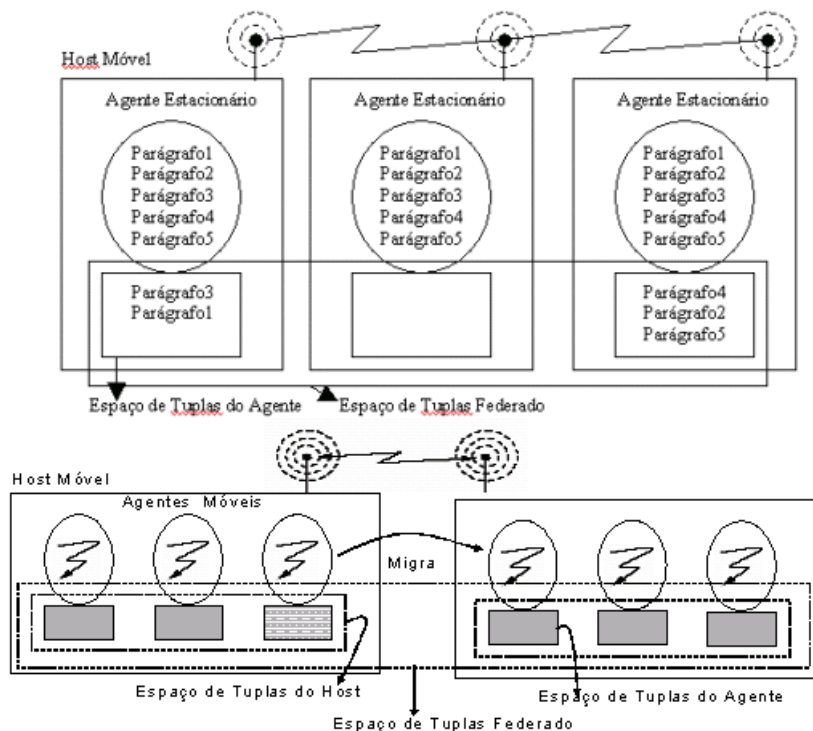 Host Móvel
Agente Estacionário
Parágrafo1
Parágrafo2
Parágrafo3
Parágrafo4
Parágrafo5
Parágrafo3
Parágrafo1
Agente Estacionário
Parágrafo1
Parágrafo2
Parágrafo3
Parágrafo4
Parágrafo5
Agente Estacionário
Parágrafo1
Parágrafo2
Parágrafo3
Parágrafo4
Parágrafo5
Parágrafo4
Parágrafo2
Parágrafo5
Espaço de Tuplas do Agente
Espaço de Tuplas Federado
Host Móvel
Agentes Móveis
Migra
Espaço de Tuplas do Host
Espaço de Tuplas do Agente
Espaço de Tuplas Federado